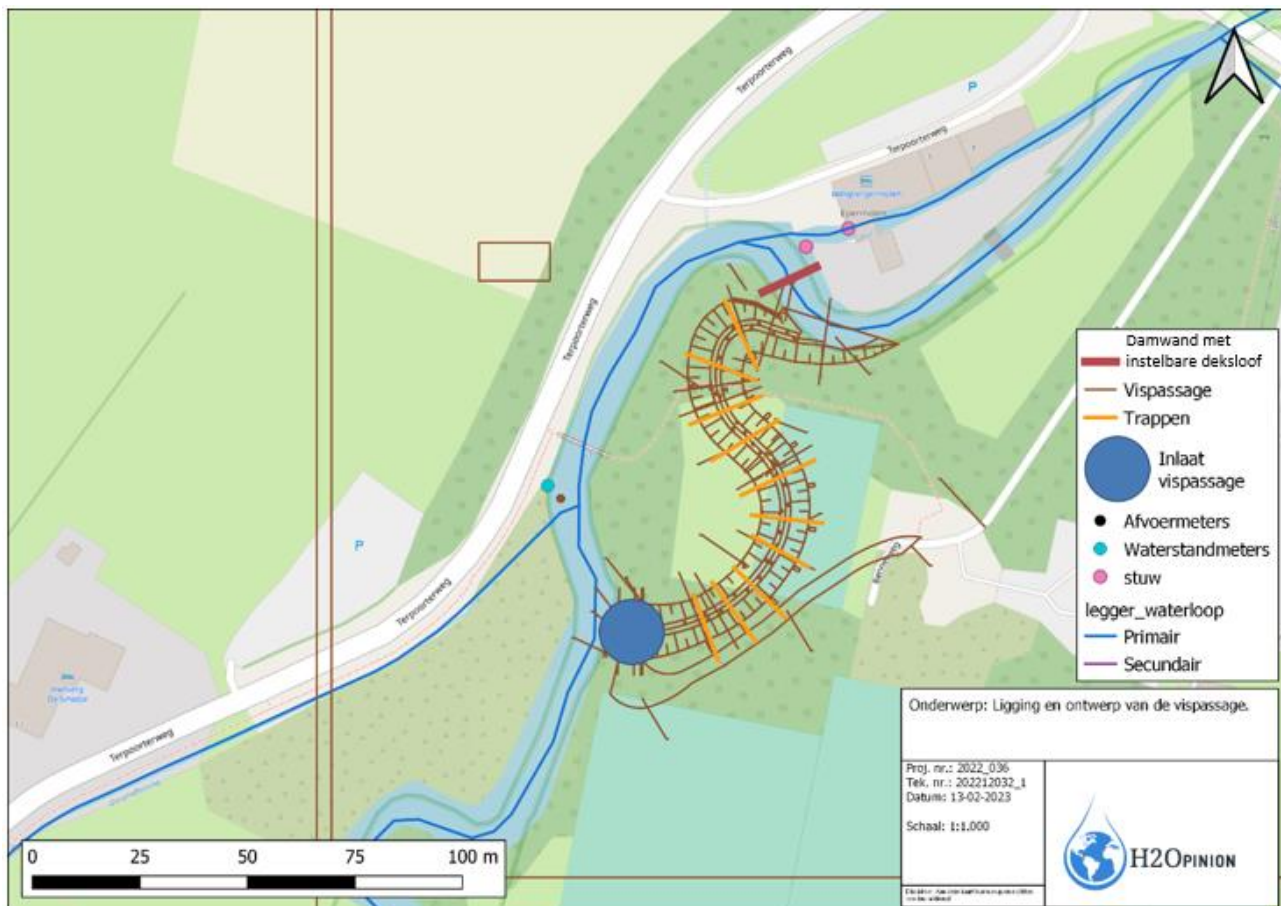 Terpoorterweg
P
Terpoorterweg
Terpoorterweg
Terpoorterweg
P
Terpoorterweg
Terpoorterweg
Damwand met
instelbare deksloof
Vispassage
Trappen
Inlaat
vispassage
Afvoermeters
Waterstandmeters
stuw
legger_waterloop
Primair
Secundair
Onderwerp: Ligging en ontwerp van de vispassage.
Proj. nr.: 2022_036
Tek. nr.: 202212032_1
Datum: 13-02-2023
Schaal: 1:1.000
H2OPINION
0 25 50 75 100 m